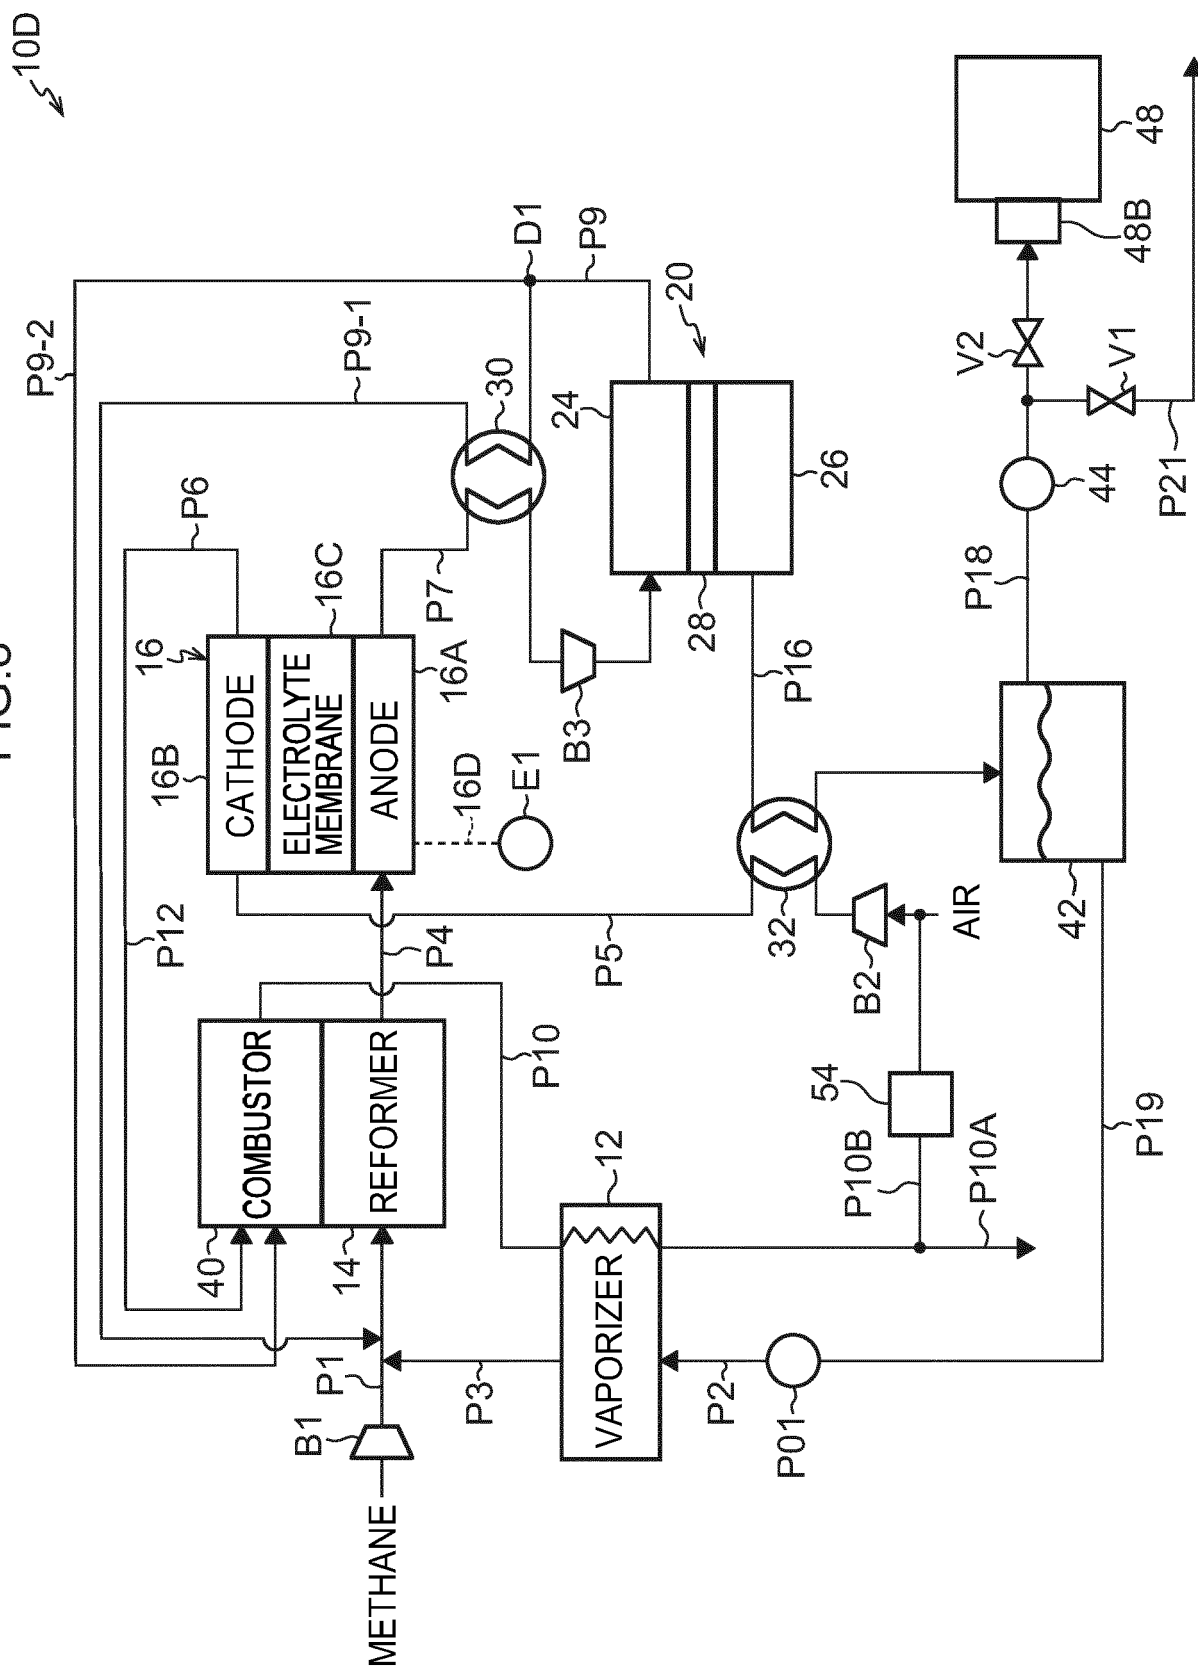 10D
P9-2
P12
P6
16B
16
P9-1
40
COMBUSTOR
CATHODE
ELECTROLYTE
MEMBRANE
16C
B1
P1
14
REFORMER
P4
ANODE
16A
P7
METHANE
16D
30
D1
P3
P10
E1
B3
24
P9
VAPORIZER
12
P5
20
28
P2
P01
32
P16
26
54
B2
P10B
AIR
P10A
42
P18
V2
44
V1
48B
48
P19
P21